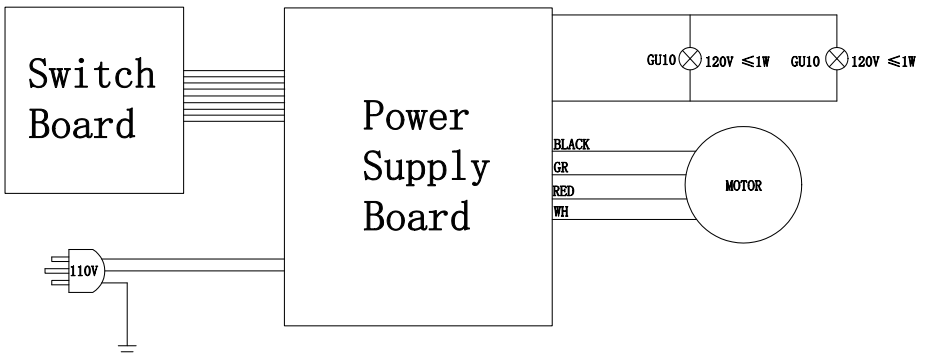 Switch
Board
Power
Supply
Board
GU10 120V ≤1W GU10 120V ≤1W
BLACK
GR
RED
WH
MOTOR
110V